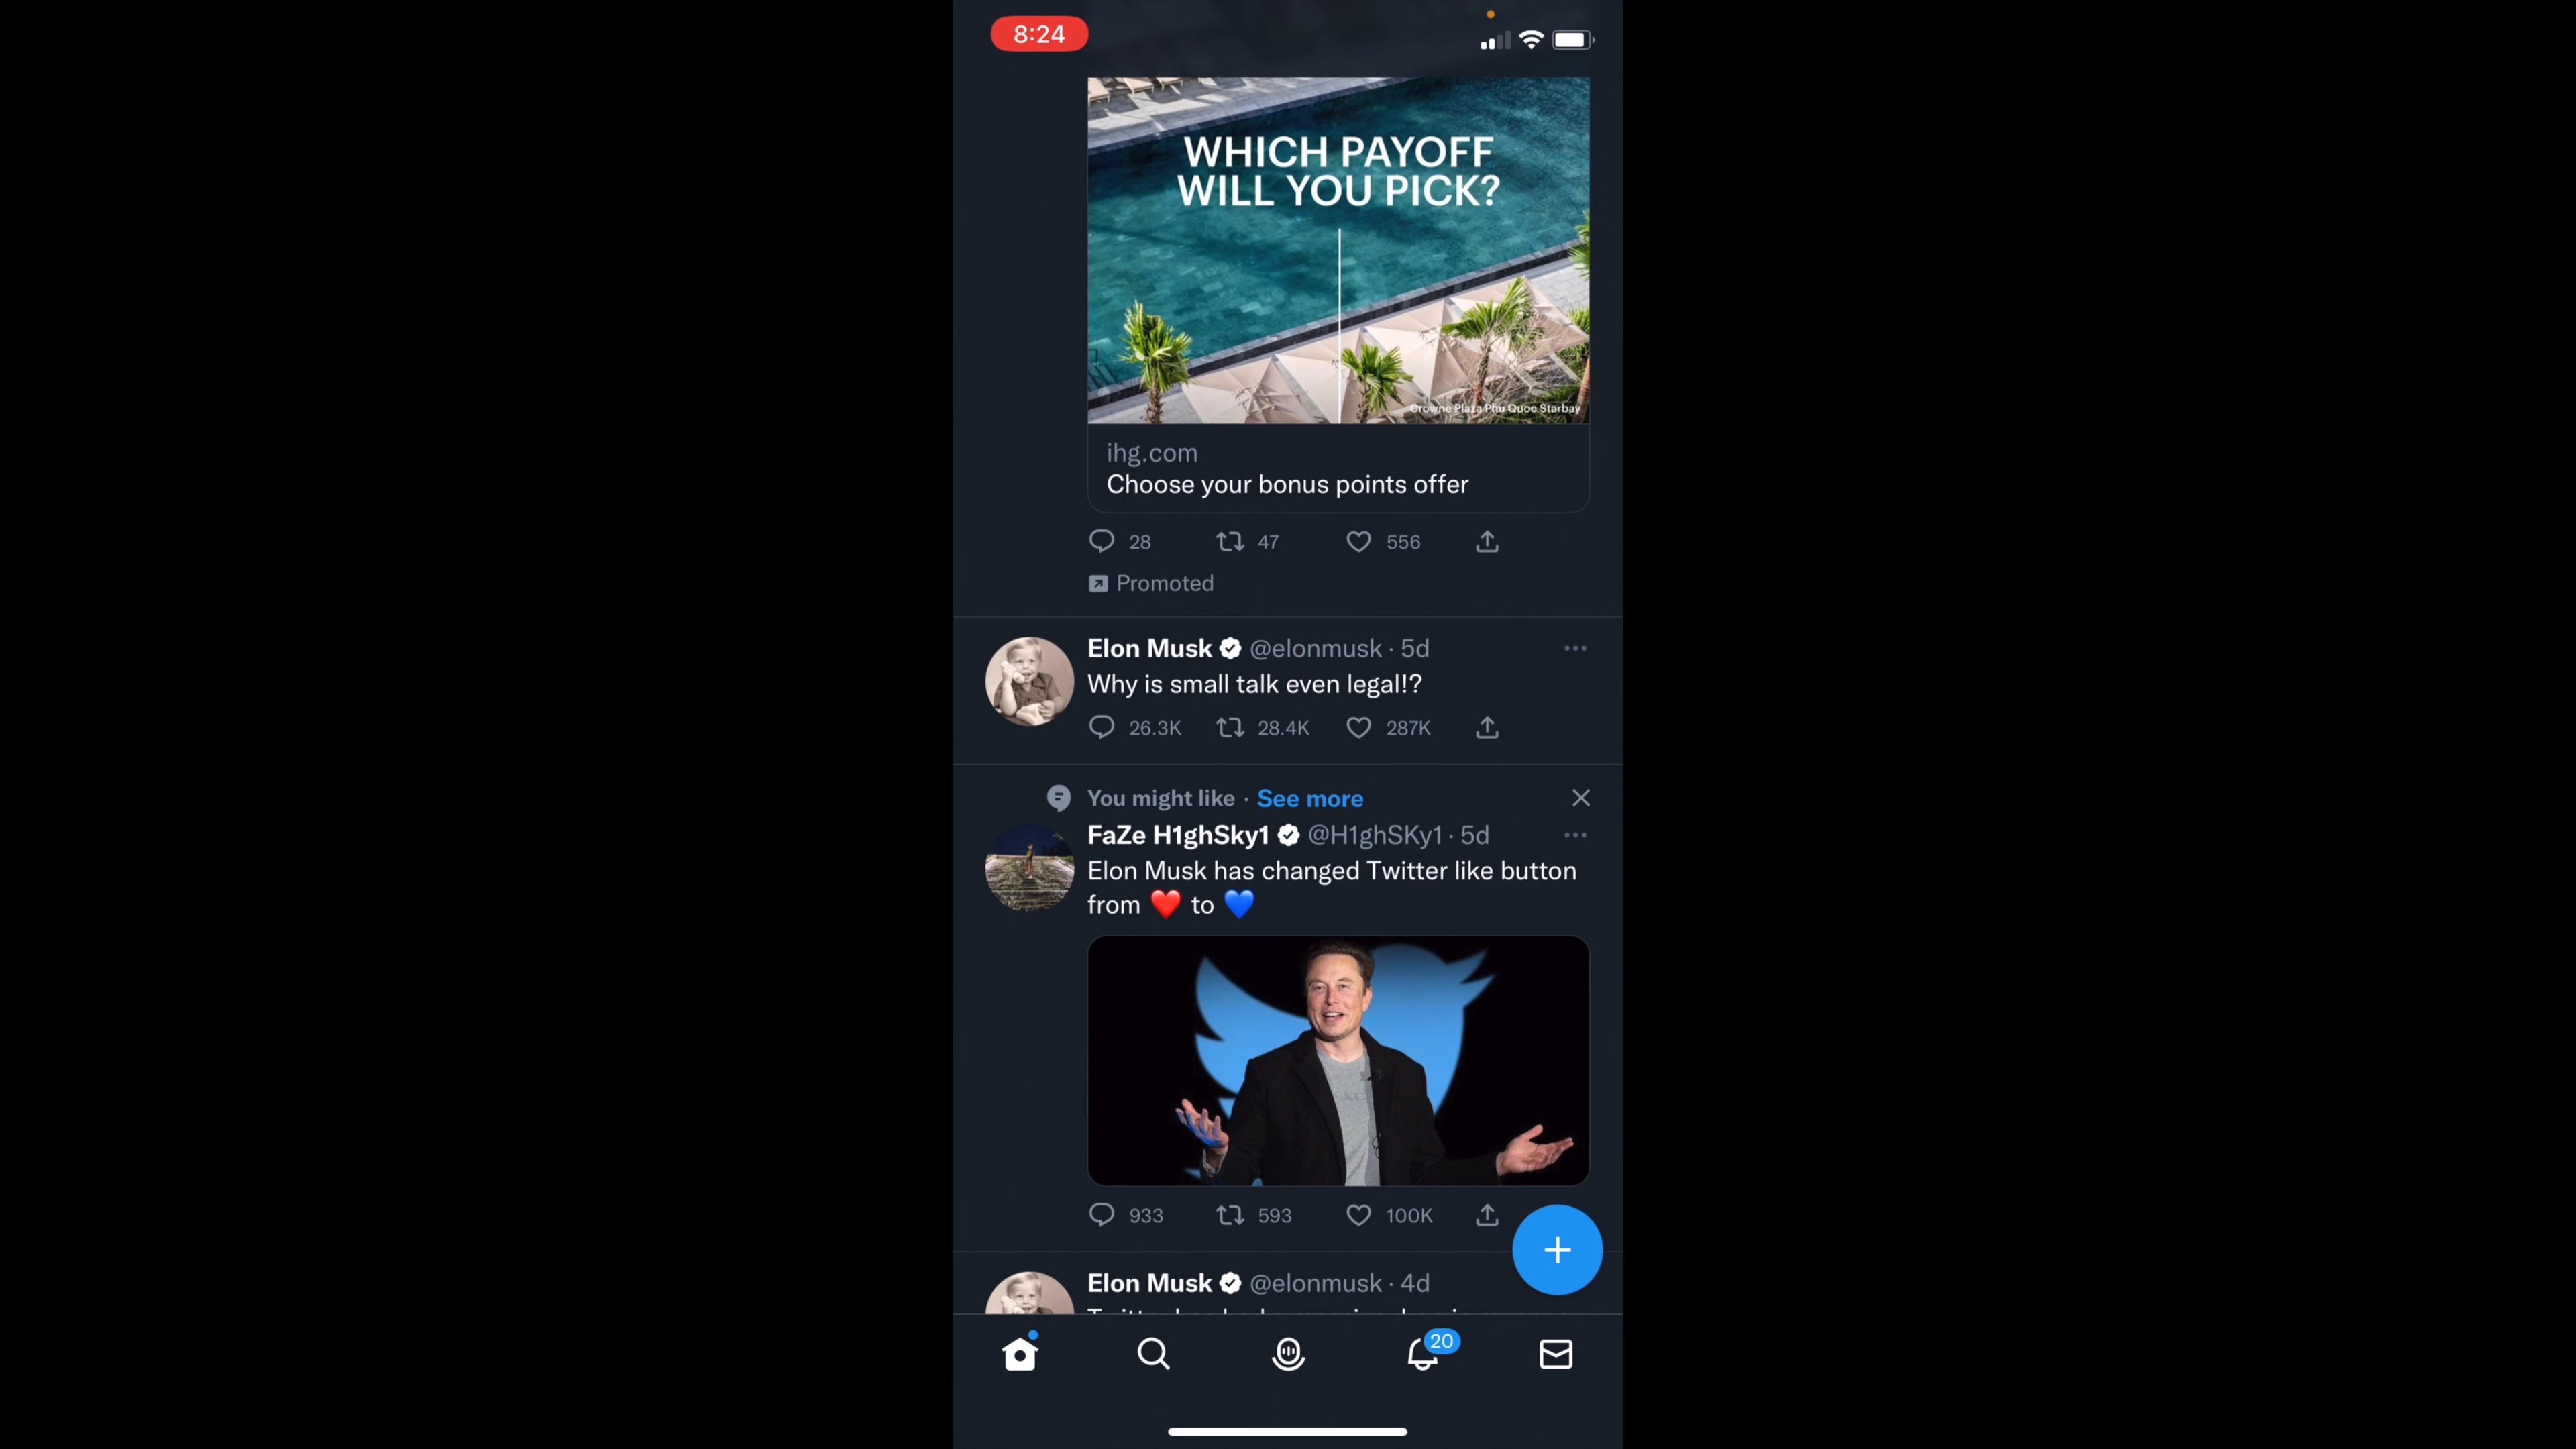 8:24
WHICH PAYOFF
WILL YOU PICK?
Crowne Plaza Phu Quoc Starbay
ihg.com
Choose your bonus points offer
28 47 556
Promoted
Elon Musk @elonmusk · 5d
Why is small talk even legal!?
26.3K 28.4K 287K
You might like · See more
FaZe H1ghSky1 @H1ghSKy1 · 5d
Elon Musk has changed Twitter like button
from ❤️ to 💙
933 593 100K
Elon Musk @elonmusk · 4d
20